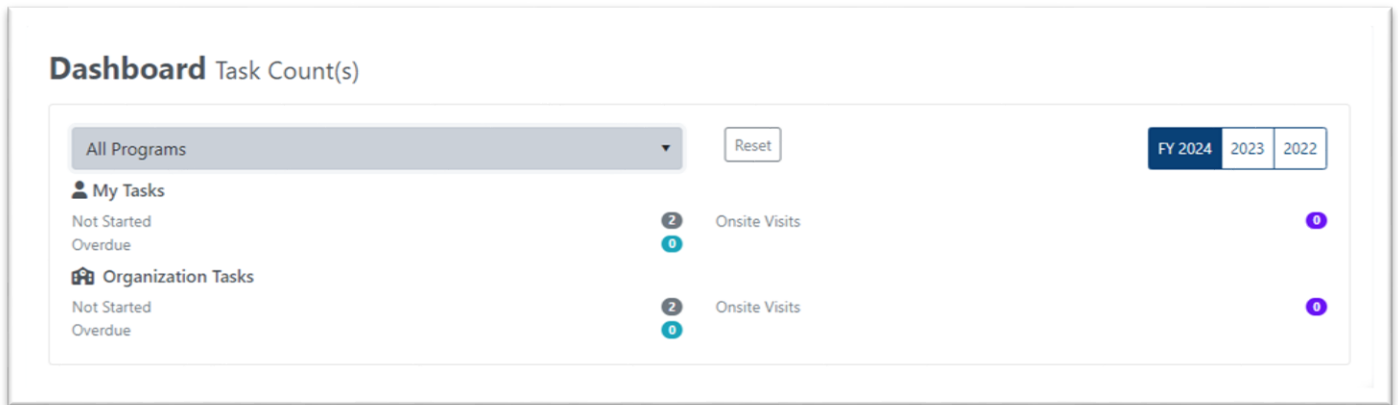 Dashboard Task Count(s)
All Programs Reset FY 2024 2023 2022
My Tasks
Not Started 2 Onsite Visits 0
Overdue 0
Organization Tasks
Not Started 2 Onsite Visits 0
Overdue 0